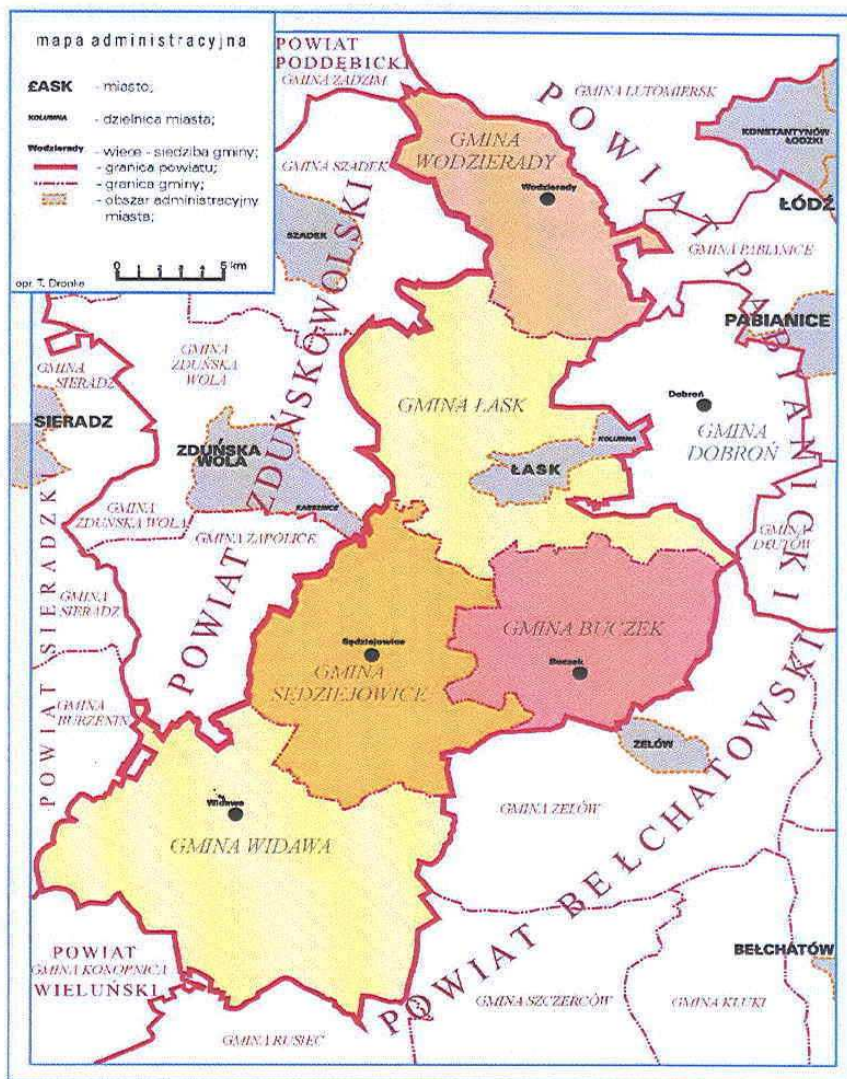 mapa administracyjna
ŁASK - miasto;
KOLUMNA - dzielnica miasta;
Wodzierady - wiece - siedziba gminy;
- granica powiatu;
- granica gminy;
- obszar administracyjny
miasta;
0 5 km
opr. T. Dronka
POWIAT
PODDĘBICKI
GMINA ZADZIM
GMINA LUTOMIERSK
POWIAT PABIANICKI
KONSTANTYNÓW
ŁÓDZKI
GMINA
WODZIERADY
Wodzierady
GMINA SZADEK
SZADEK
ŁÓDŹ
GMINA PABIANICE
PABIANICE
POWIAT ZDUŃSKOWOLSKI
GMINA
ZDUŃSKA
WOLA
GMINA
SIERADZ
SIERADZ
GMINA ŁASK
Dobroń
GMINA
DOBROŃ
KOLUMNA
ŁASK
ZDUŃSKA
WOLA
KARSZNICE
GMINA
ZDUŃSKA WOLA
GMINA ZAPOLICE
GMINA
DŁUTÓW
POWIAT SIERADZK
GMINA
SIERADZ
GMINA BUCZEK
Buczek
Sędziejowice
GMINA
SĘDZIEJOWICE
GMINA
BURZENIN
ZELÓW
Widawa
GMINA WIDAWA
GMINA ZELÓW
POWIAT BEŁCHATOWSKI
BEŁCHATÓW
POWIAT
GMINA KONOPNICA
WIELUŃSKI
GMINA SZCZERCÓW
GMINA KLUKI
GMINA RUSIEC